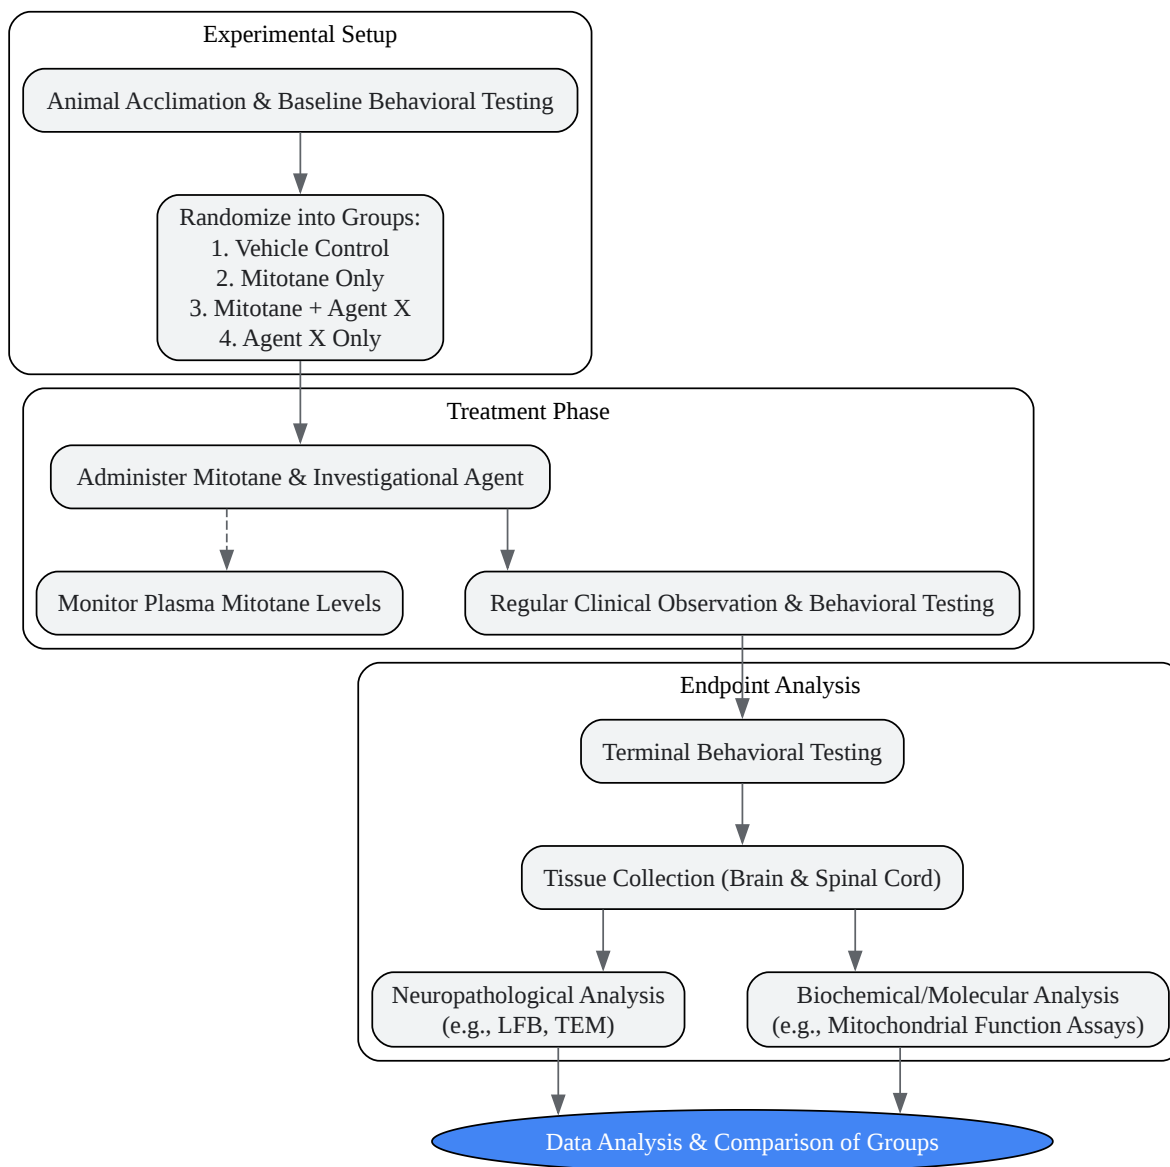 Experimental Setup
Animal Acclimation & Baseline Behavioral Testing
Randomize into Groups:
1. Vehicle Control
2. Mitotane Only
3. Mitotane + Agent X
4. Agent X Only
Treatment Phase
Administer Mitotane & Investigational Agent
Monitor Plasma Mitotane Levels
Regular Clinical Observation & Behavioral Testing
Endpoint Analysis
Terminal Behavioral Testing
Tissue Collection (Brain & Spinal Cord)
Neuropathological Analysis
(e.g., LFB, TEM)
Biochemical/Molecular Analysis
(e.g., Mitochondrial Function Assays)
Data Analysis & Comparison of Groups